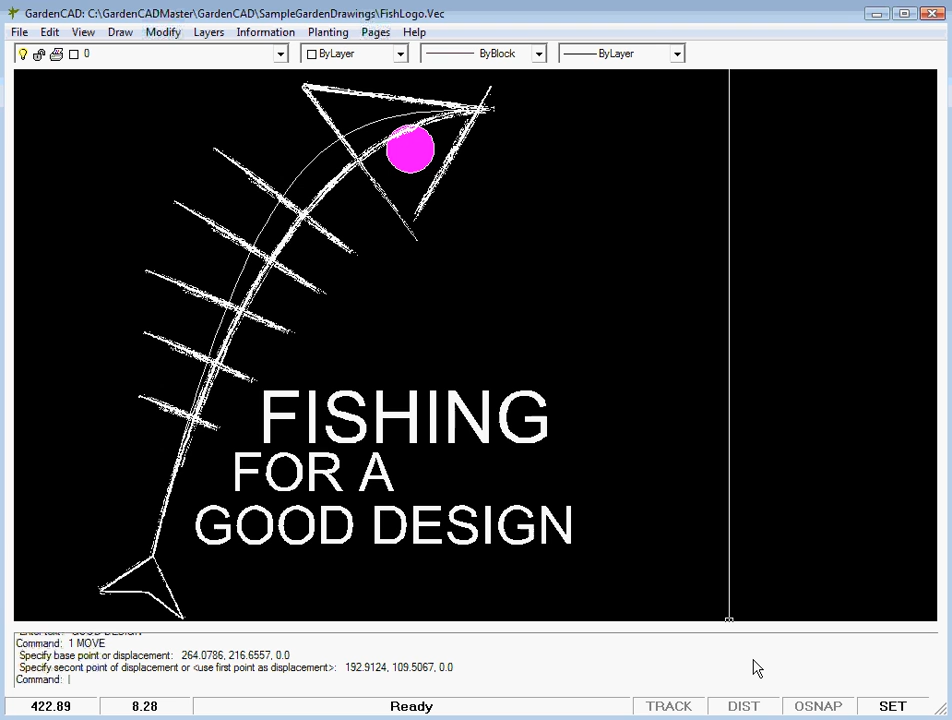 GardenCAD: C:\GardenCADMaster\GardenCAD\SampleGardenDrawings\FishLogo.Vec
File Edit View Draw Modify Layers Information Planting Pages Help
0 ByLayer ByBlock ByLayer
FISHING
FOR A
GOOD DESIGN
Command: 1 MOVE
Specify base point or displacement: 264.0786, 216.6557, 0.0
Specify second point of displacement or <use first point as displacement>: 192.9124, 109.5067, 0.0
Command:
422.89 8.28 Ready TRACK DIST OSNAP SET